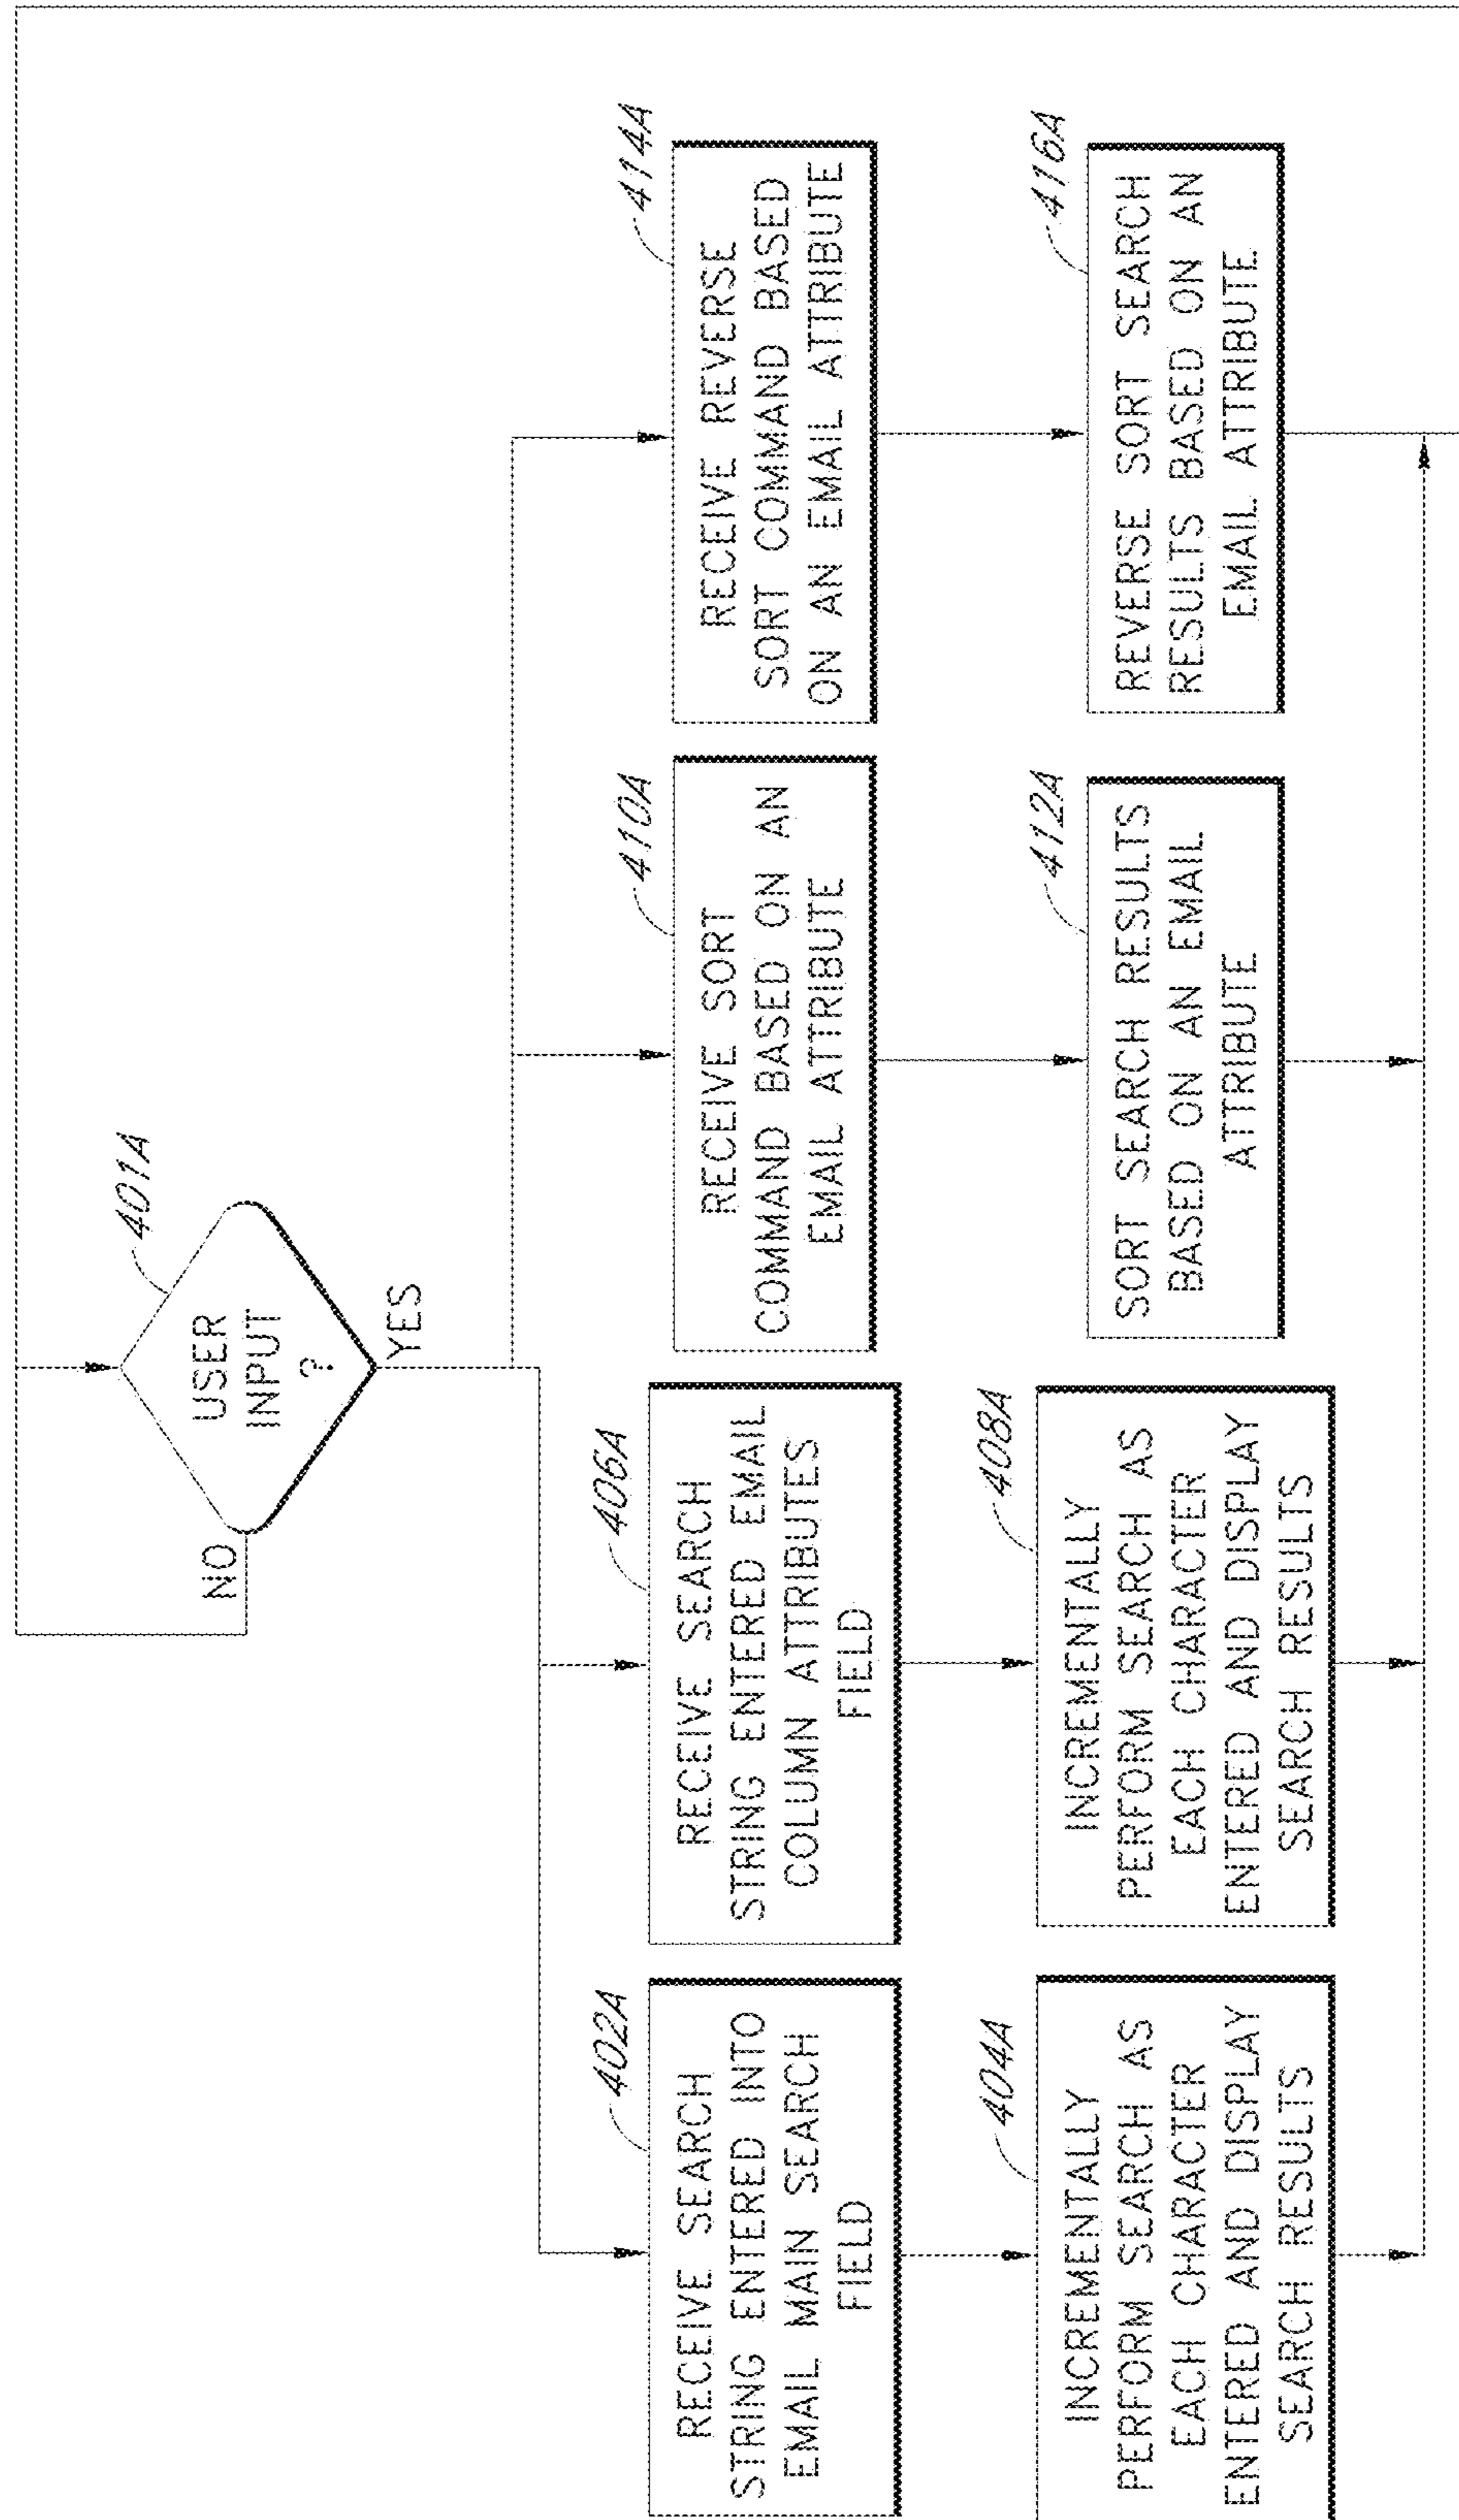 401A
USER
INPUT
?
NO
YES
402A
RECEIVE SEARCH
STRING ENTERED INTO
EMAIL MAIN SEARCH
FIELD
406A
RECEIVE SEARCH
STRING ENTERED EMAIL
COLUMN ATTRIBUTES
FIELD
410A
RECEIVE SORT
COMMAND BASED ON AN
EMAIL ATTRIBUTE
414A
RECEIVE REVERSE
SORT COMMAND BASED
ON AN EMAIL ATTRIBUTE
404A
INCREMENTALLY
PERFORM SEARCH AS
EACH CHARACTER
ENTERED AND DISPLAY
SEARCH RESULTS
408A
INCREMENTALLY
PERFORM SEARCH AS
EACH CHARACTER
ENTERED AND DISPLAY
SEARCH RESULTS
412A
SORT SEARCH RESULTS
BASED ON AN EMAIL
ATTRIBUTE
416A
REVERSE SORT SEARCH
RESULTS BASED ON AN
EMAIL ATTRIBUTE